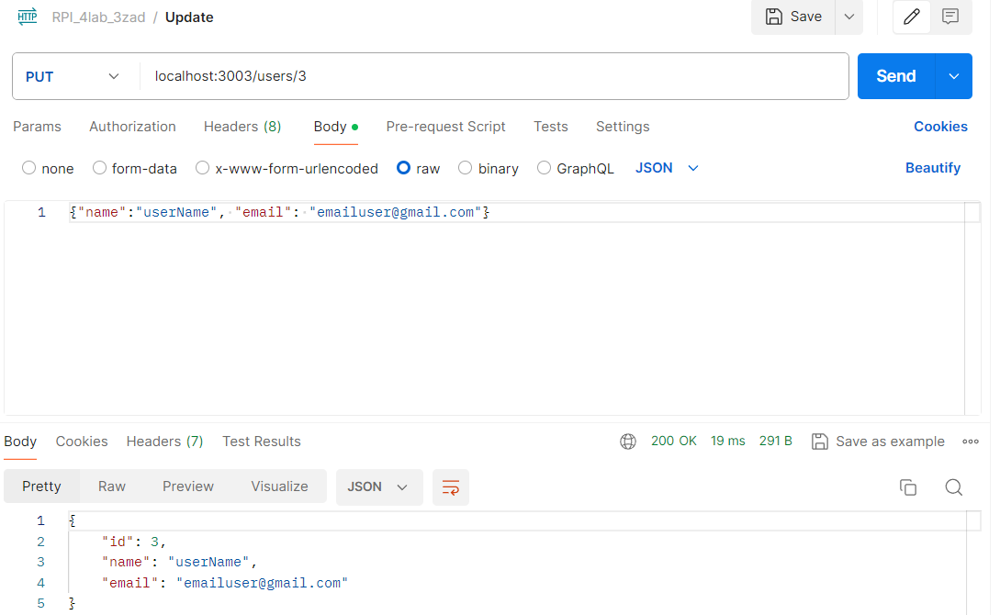 HTTP RPI_4lab_3zad / Update Save
PUT localhost:3003/users/3 Send
Params Authorization Headers (8) Body Pre-request Script Tests Settings Cookies
none form-data x-www-form-urlencoded raw binary GraphQL JSON Beautify
1 {"name":"userName", "email": "emailuser@gmail.com"}
Body Cookies Headers (7) Test Results 200 OK 19 ms 291 B Save as example
Pretty Raw Preview Visualize JSON
1 {
2 "id": 3,
3 "name": "userName",
4 "email": "emailuser@gmail.com"
5 }